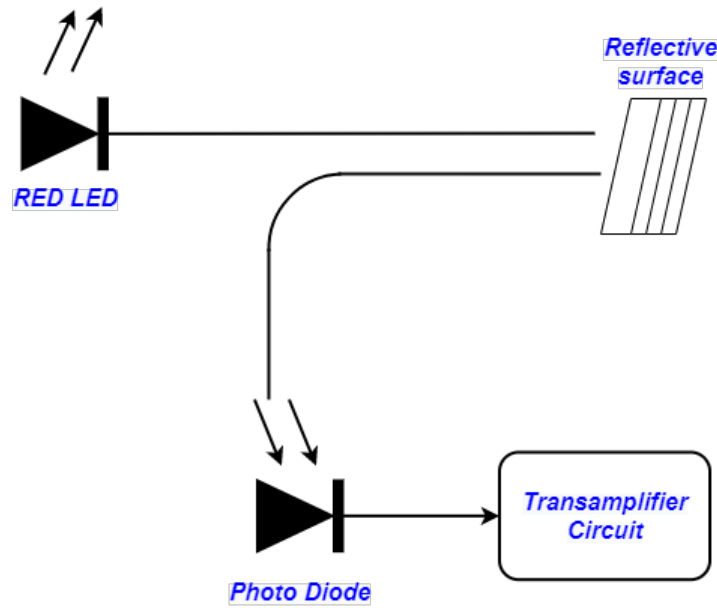 Reflective
surface
RED LED
Transamplifier
Circuit
Photo Diode